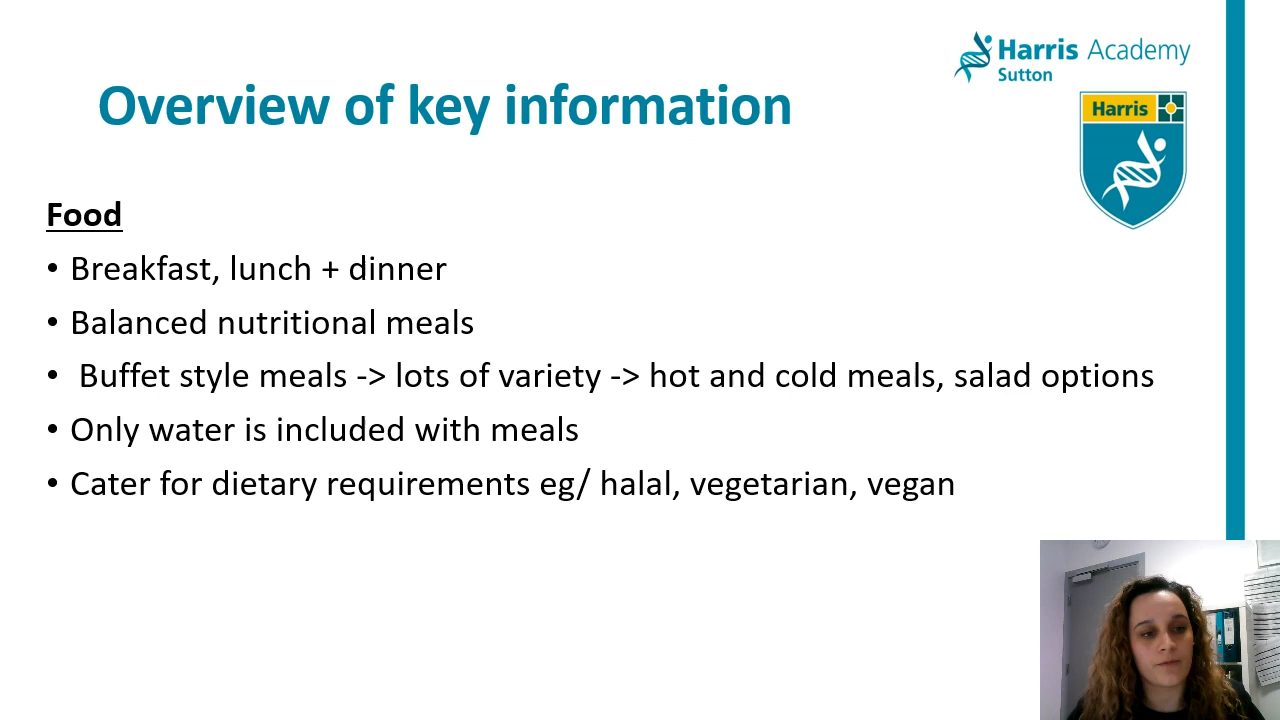 Harris Academy
Sutton
Harris
Overview of key information
Food
• Breakfast, lunch + dinner
• Balanced nutritional meals
• Buffet style meals -> lots of variety -> hot and cold meals, salad options
• Only water is included with meals
• Cater for dietary requirements eg/ halal, vegetarian, vegan